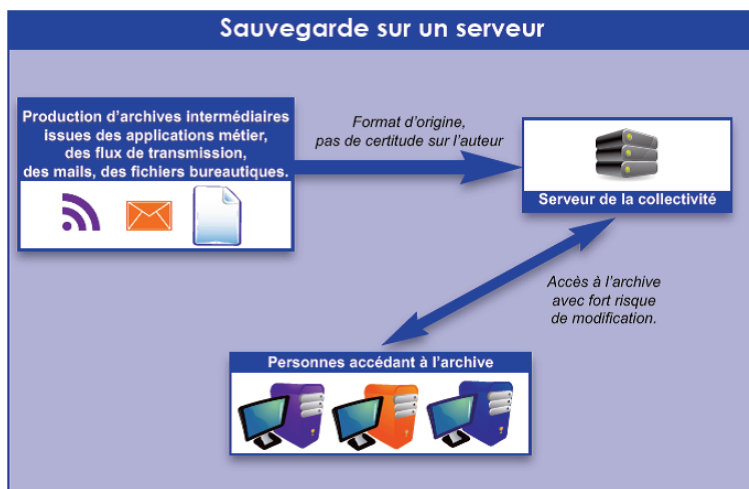 Sauvegarde sur un serveur
Production d'archives intermédiaires
issues des applications métier,
des flux de transmission,
des mails, des fichiers bureautiques.
Format d'origine,
pas de certitude sur l'auteur
Serveur de la collectivité
Accès à l'archive
avec fort risque
de modification.
Personnes accédant à l'archive